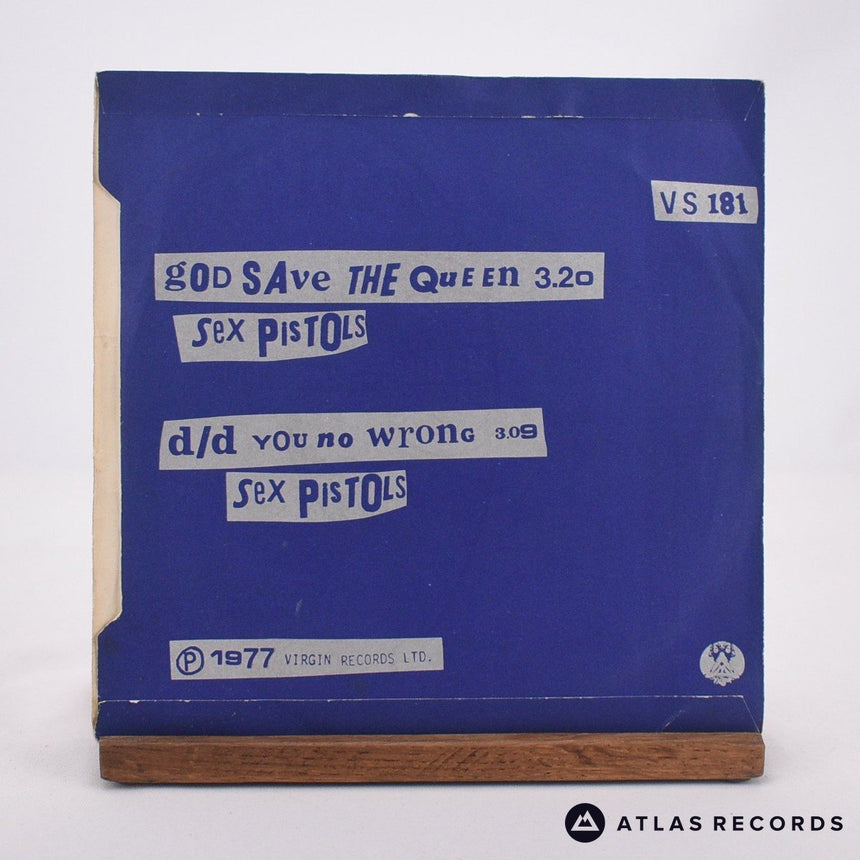 VS 181
gOD SAve THE QuEEn 3.20
SeX PisTOLS
d/d YOU no wronG 3.09
SeX PisTOLS
Ⓟ 1977 VIRGIN RECORDS LTD.
ATLAS RECORDS